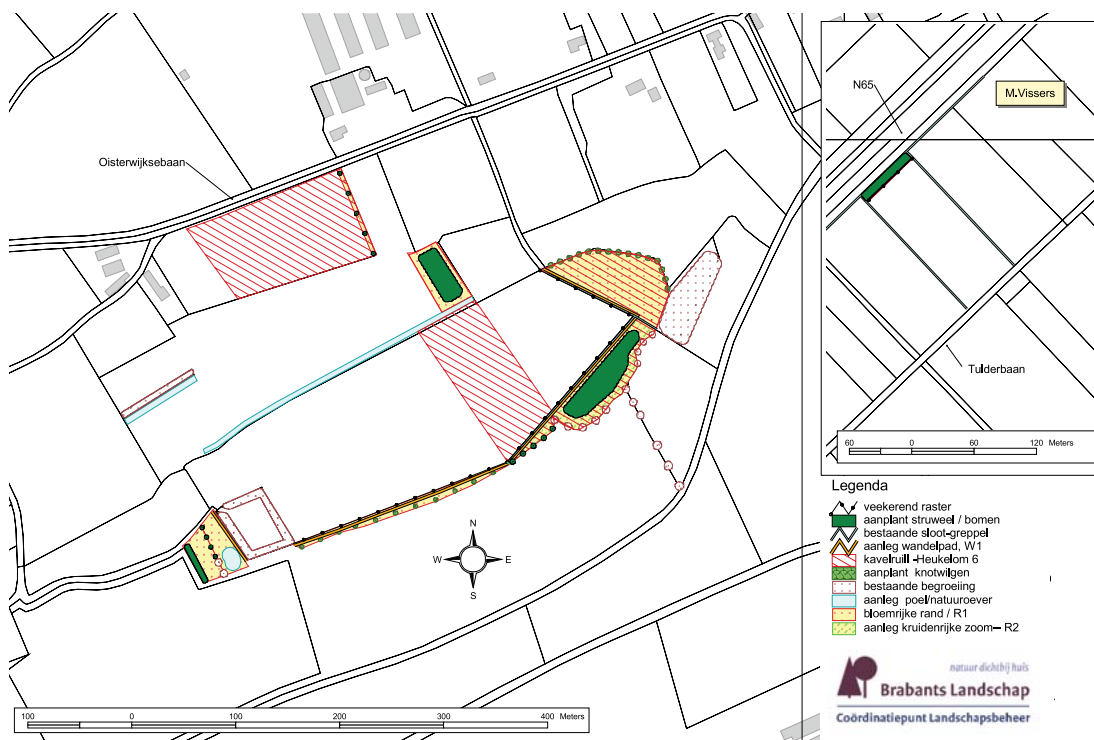 Oisterwijksebaan
N65
M.Vissers
Tulderbaan
60 0 60 120 Meters
Legenda
veekerend raster
aanplant struweel / bomen
bestaande sloot-greppel
aanleg wandelpad, W1
kavelruill -Heukelom 6
aanplant knotwilgen
bestaande begroeiing
aanleg poel/natuuroever
bloemrijke rand / R1
aanleg kruidenrijke zoom– R2
N
W E
S
100 0 100 200 300 400 Meters
natuur dichtbij huis
Brabants Landschap
Coördinatiepunt Landschapsbeheer